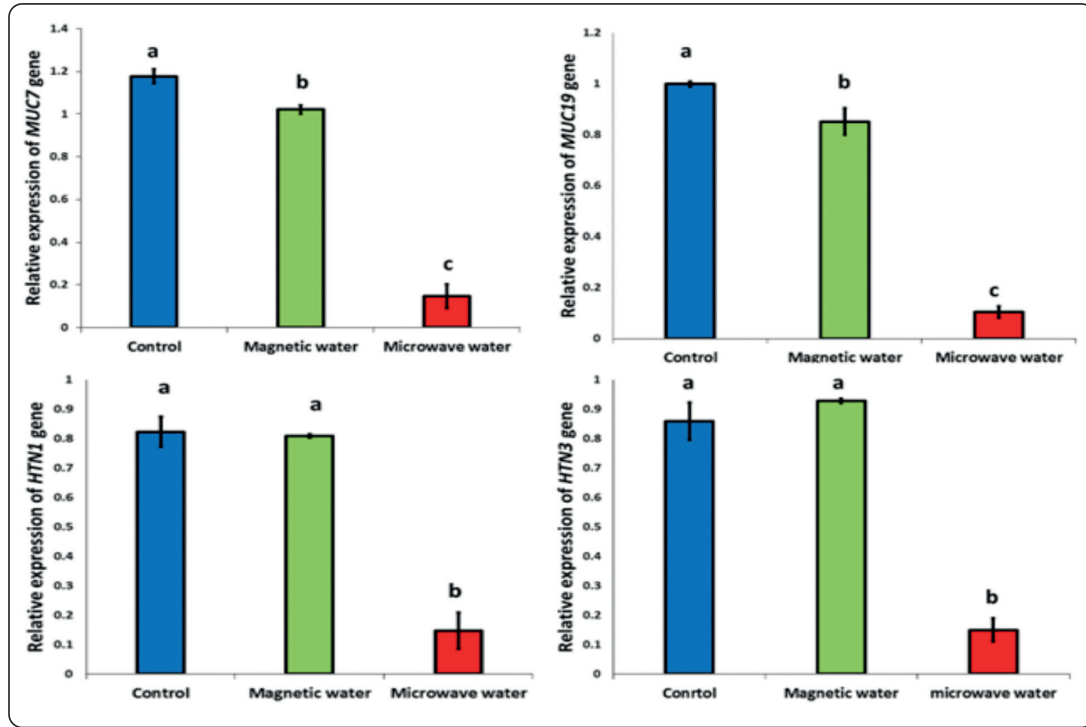 Relative expression of MUC7 gene
1.4
1.2
1
0.8
0.6
0.4
0.2
0
a
b
c
Control Magnetic water Microwave water
Relative expression of MUC19 gene
1.2
1
0.8
0.6
0.4
0.2
0
a
b
c
Control Magnetic water Microwave water
Relative expression of HTN1 gene
1
0.9
0.8
0.7
0.6
0.5
0.4
0.3
0.2
0.1
0
a
a
b
Control Magnetic water Microwave water
Relative expression of HTN3 gene
1
0.9
0.8
0.7
0.6
0.5
0.4
0.3
0.2
0.1
0
a
a
b
Conrtol Magnetic water microwave water